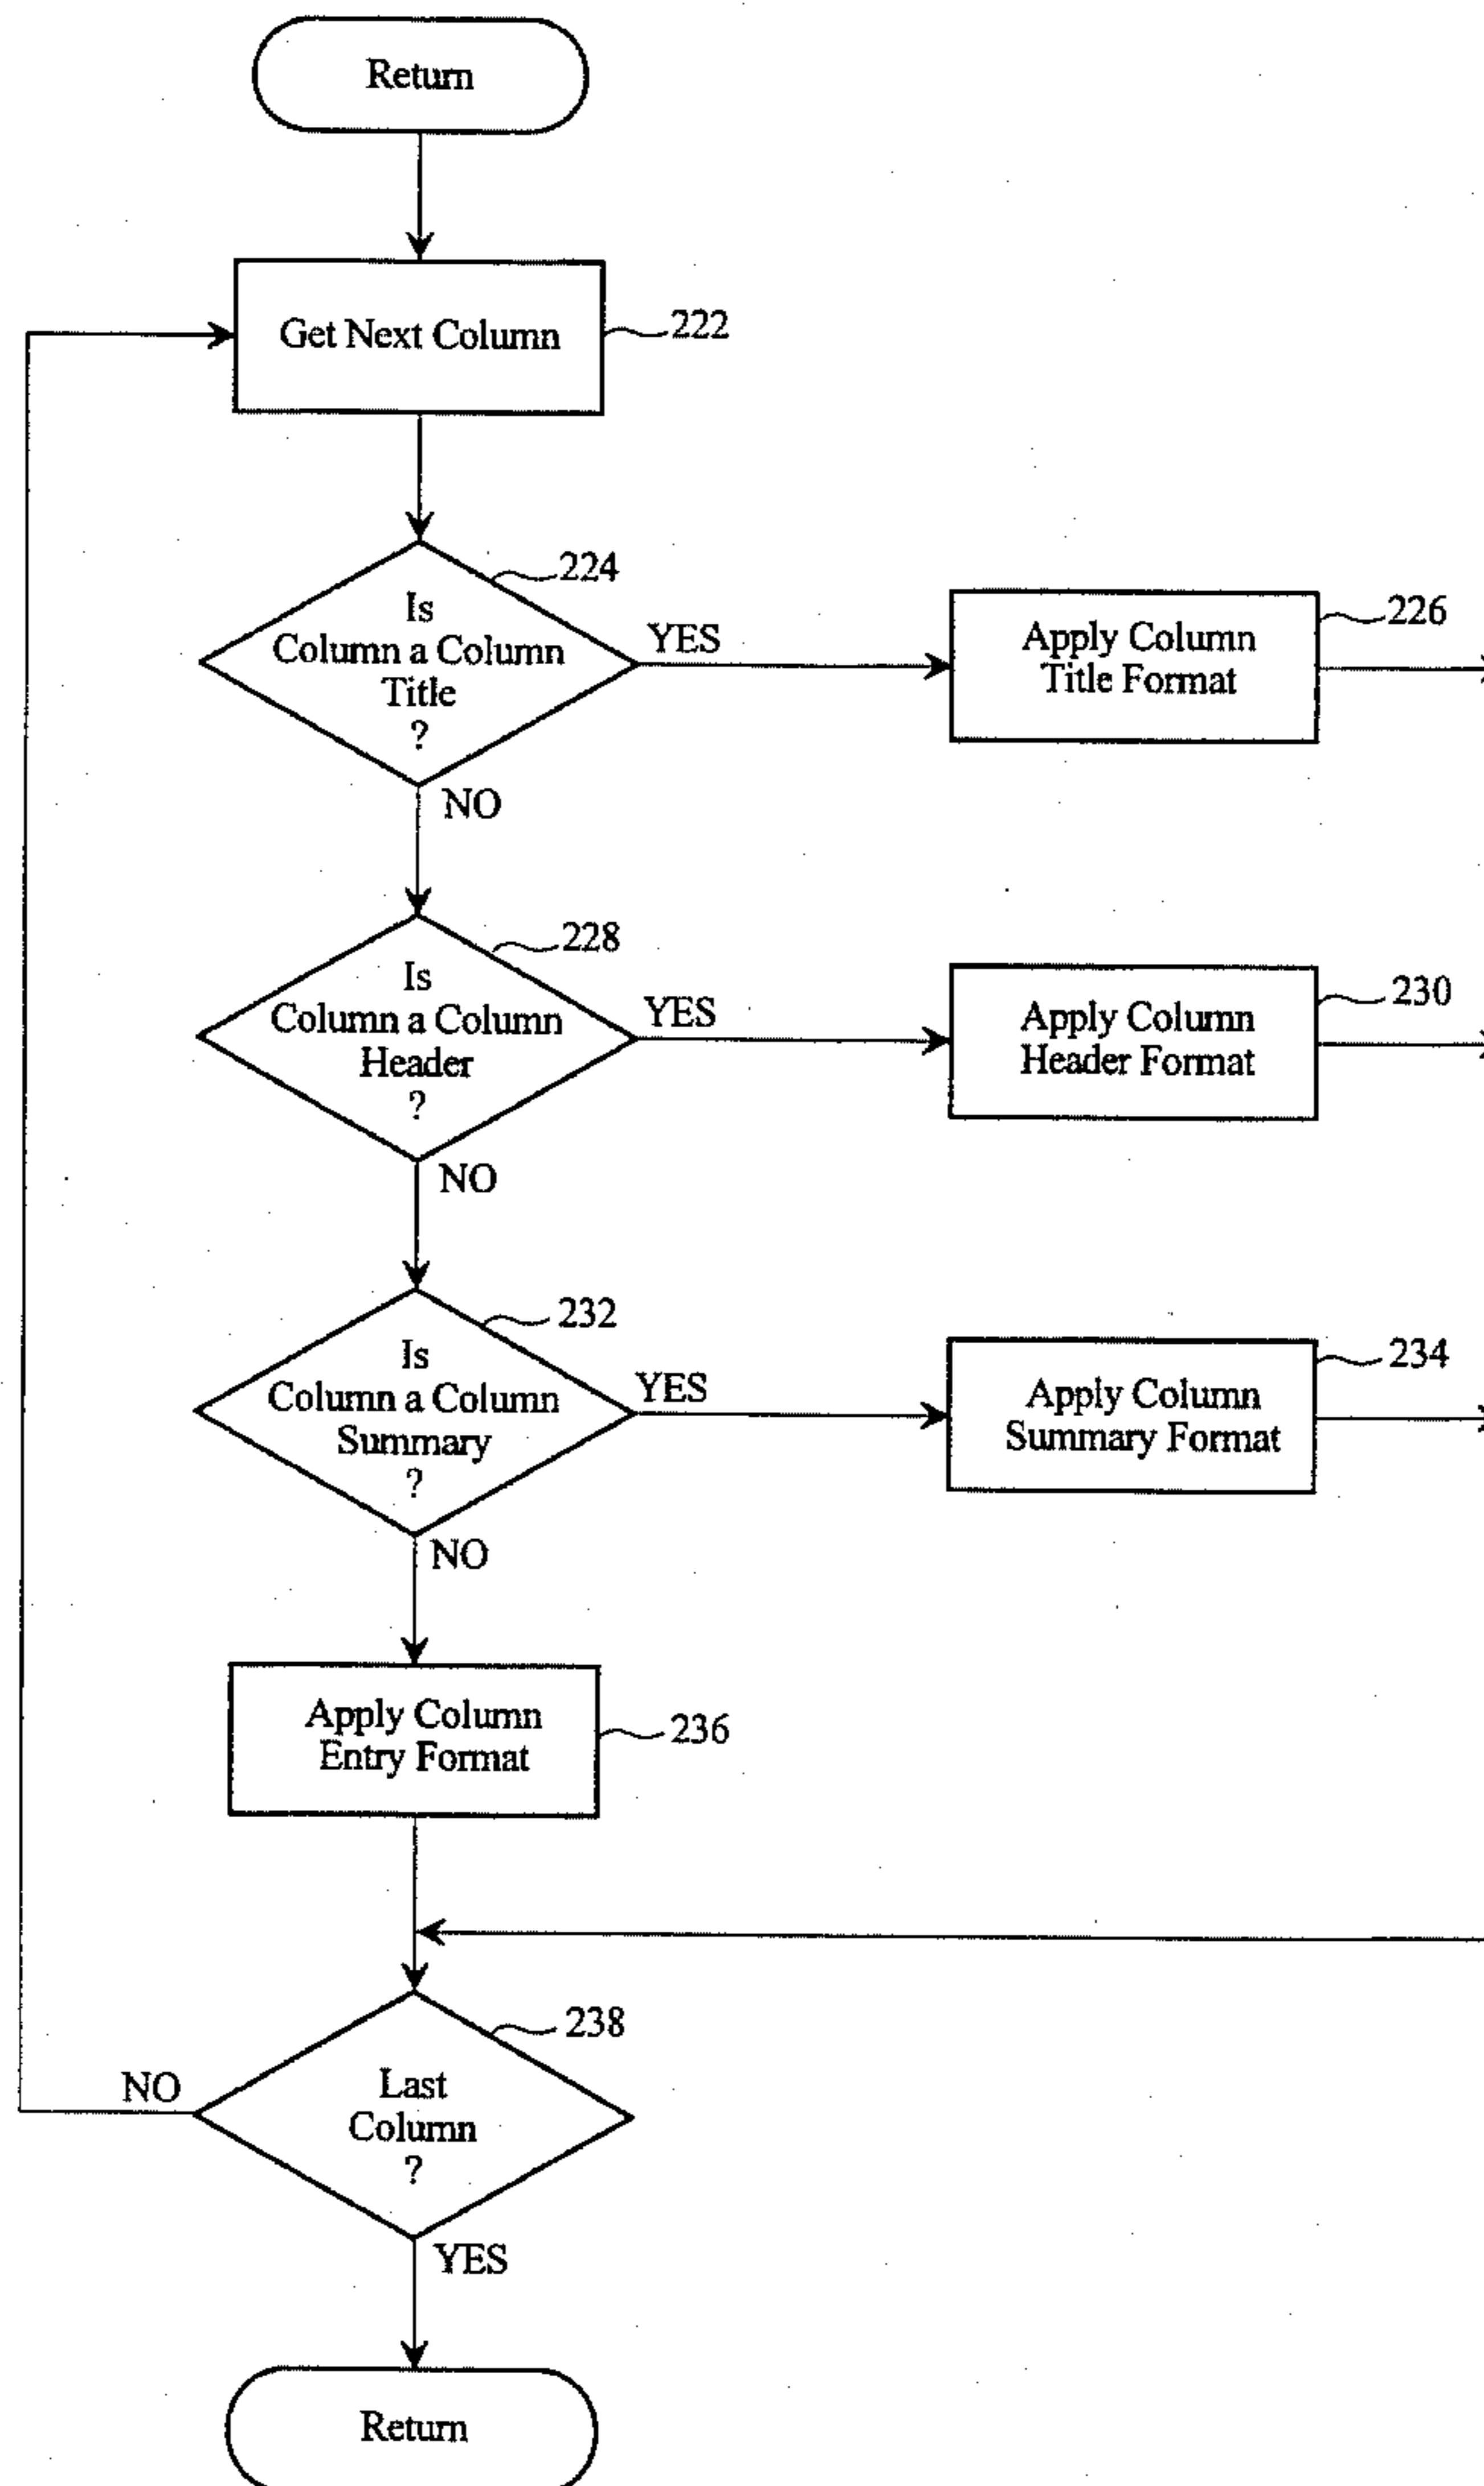 Return
Get Next Column
222
224
Is
Column a Column
Title
?
YES
Apply Column
Title Format
226
NO
228
Is
Column a Column
Header
?
YES
Apply Column
Header Format
230
NO
232
Is
Column a Column
Summary
?
YES
Apply Column
Summary Format
234
NO
Apply Column
Entry Format
236
238
Last
Column
?
NO
YES
Return